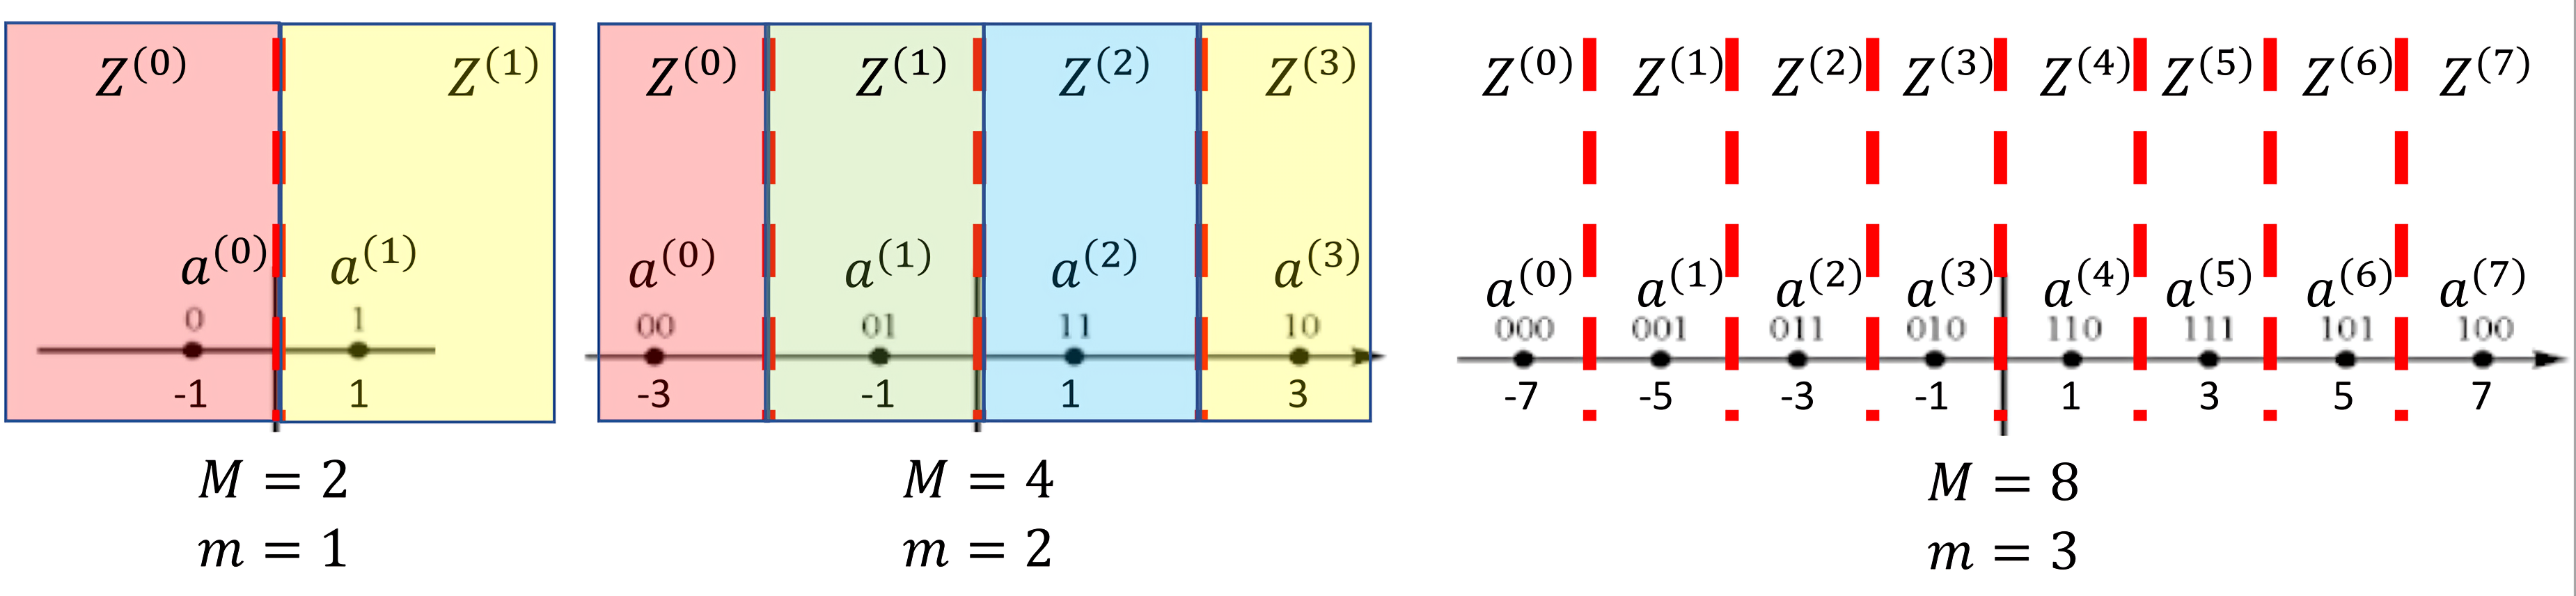 Z^(0) Z^(1)
a^(0) a^(1)
0 1
-1 1
M = 2
m = 1
Z^(0) Z^(1) Z^(2) Z^(3)
a^(0) a^(1) a^(2) a^(3)
00 01 11 10
-3 -1 1 3
M = 4
m = 2
Z^(0) Z^(1) Z^(2) Z^(3) Z^(4) Z^(5) Z^(6) Z^(7)
a^(0) a^(1) a^(2) a^(3) a^(4) a^(5) a^(6) a^(7)
000 001 011 010 110 111 101 100
-7 -5 -3 -1 1 3 5 7
M = 8
m = 3